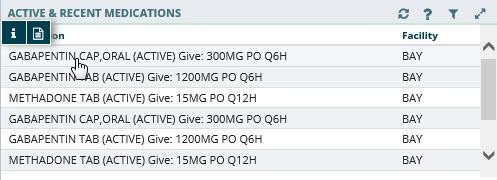 ACTIVE & RECENT MEDICATIONS
on Facility
GABAPENTIN CAP,ORAL (ACTIVE) Give: 300MG PO Q6H BAY
GABAPENTIN TAB (ACTIVE) Give: 1200MG PO Q6H BAY
METHADONE TAB (ACTIVE) Give: 15MG PO Q12H BAY
GABAPENTIN CAP,ORAL (ACTIVE) Give: 300MG PO Q6H BAY
GABAPENTIN TAB (ACTIVE) Give: 1200MG PO Q6H BAY
METHADONE TAB (ACTIVE) Give: 15MG PO Q12H BAY